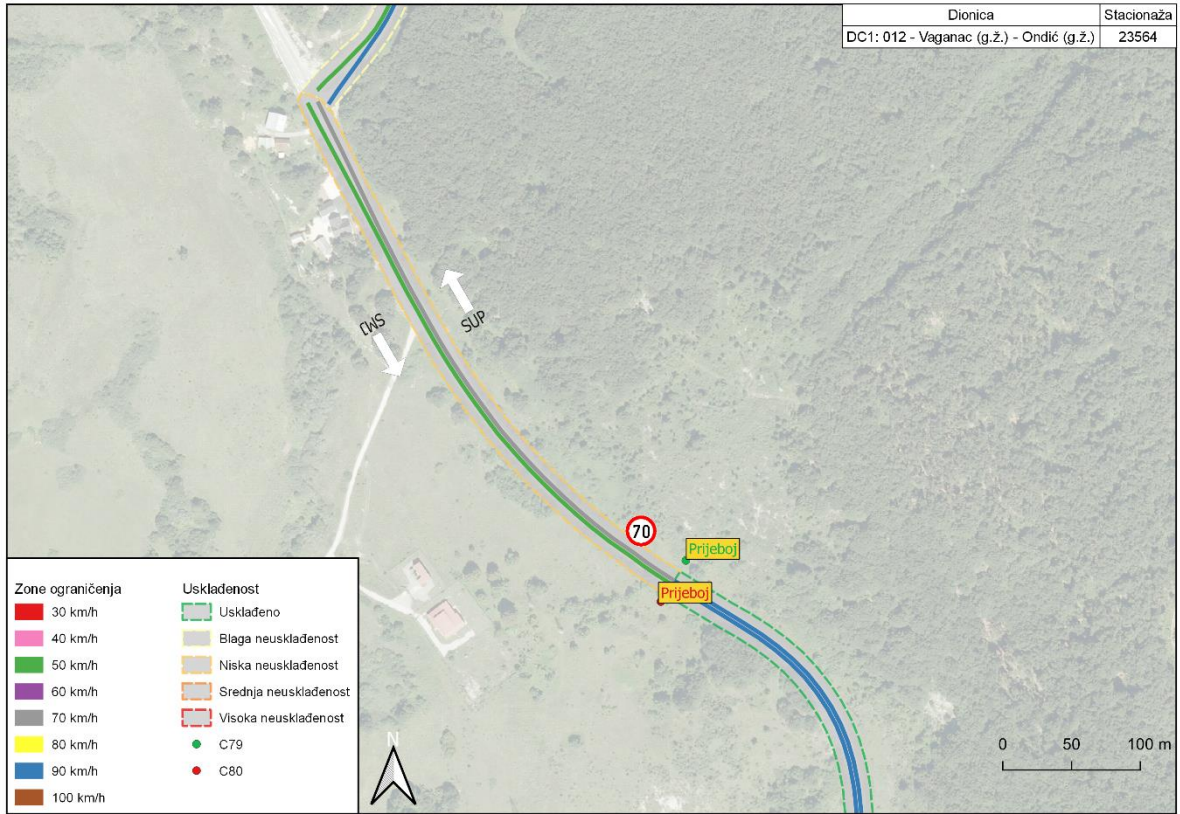 Dionica Stacionaža
DC1: 012 - Vaganac (g.ž.) - Ondić (g.ž.) 23564
SMJ
SUP
70
Prijeboj
Prijeboj
Zone ograničenja
30 km/h
40 km/h
50 km/h
60 km/h
70 km/h
80 km/h
90 km/h
100 km/h
Usklađenost
Usklađeno
Blaga neusklađenost
Niska neusklađenost
Srednja neusklađenost
Visoka neusklađenost
C79
C80
N
0 50 100 m